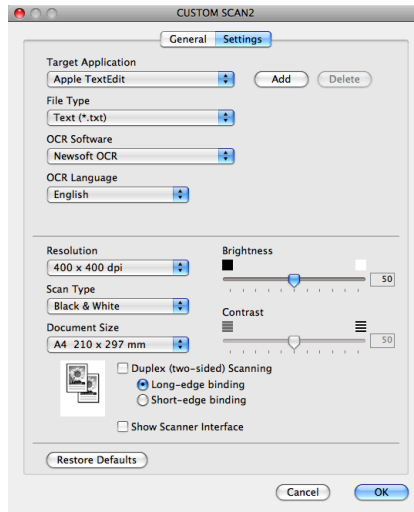 CUSTOM SCAN2
General Settings
Target Application
Apple TextEdit Add Delete
File Type
Text (*.txt)
OCR Software
Newsoft OCR
OCR Language
English
Resolution Brightness
400 x 400 dpi 50
Scan Type
Black & White Contrast
Document Size 50
A4 210 x 297 mm
Duplex (two-sided) Scanning
Long-edge binding
Short-edge binding
Show Scanner Interface
Restore Defaults
Cancel OK